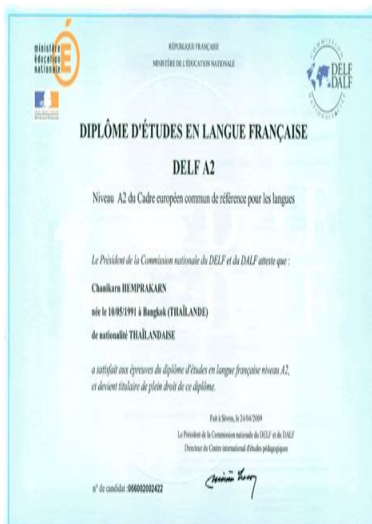 ministère
éducation
nationale
RÉPUBLIQUE FRANÇAISE
MINISTÈRE DE L'ÉDUCATION NATIONALE
DELF
DALF
DIPLÔME D'ÉTUDES EN LANGUE FRANÇAISE
DELF A2
Niveau A2 du Cadre européen commun de référence pour les langues
Le Président de la Commission nationale du DELF et du DALF atteste que :
Chanikarn HEMPRAKARN
née le 10/05/1991 à Bangkok (THAÏLANDE)
de nationalité THAÏLANDAISE
a satisfait aux épreuves du diplôme d'études en langue française niveau A2,
et devient titulaire de plein droit de ce diplôme.
Fait à Sèvres, le 24/04/2009
Le Président de la Commission nationale du DELF et du DALF
Directeur du Centre international d'études pédagogiques
n° de candidat :066002002422